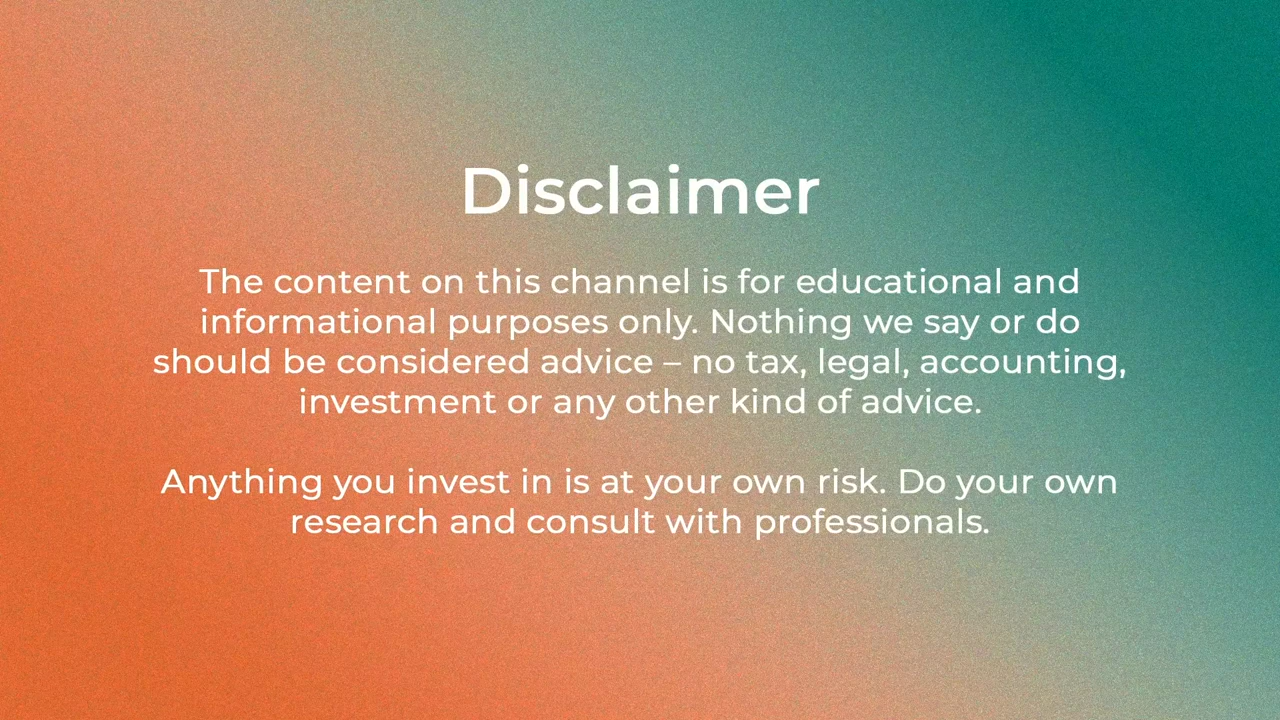 Disclaimer
The content on this channel is for educational and
informational purposes only. Nothing we say or do
should be considered advice – no tax, legal, accounting,
investment or any other kind of advice.
Anything you invest in is at your own risk. Do your own
research and consult with professionals.